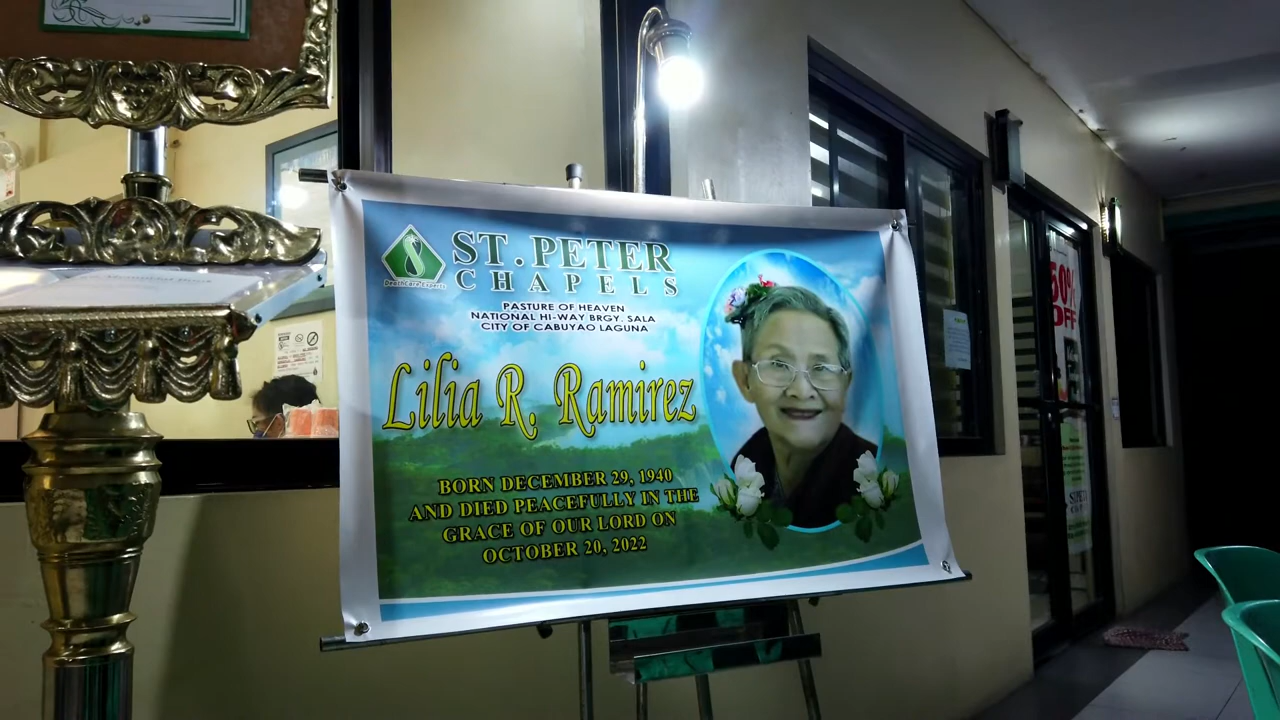 ST. PETER
CHAPELS
DeathCare Experts
PASTURE OF HEAVEN
NATIONAL HI-WAY BRGY. SALA
CITY OF CABUYAO LAGUNA
Lilia R. Ramirez
BORN DECEMBER 29, 1940
AND DIED PEACEFULLY IN THE
GRACE OF OUR LORD ON
OCTOBER 20, 2022
50%
OFF